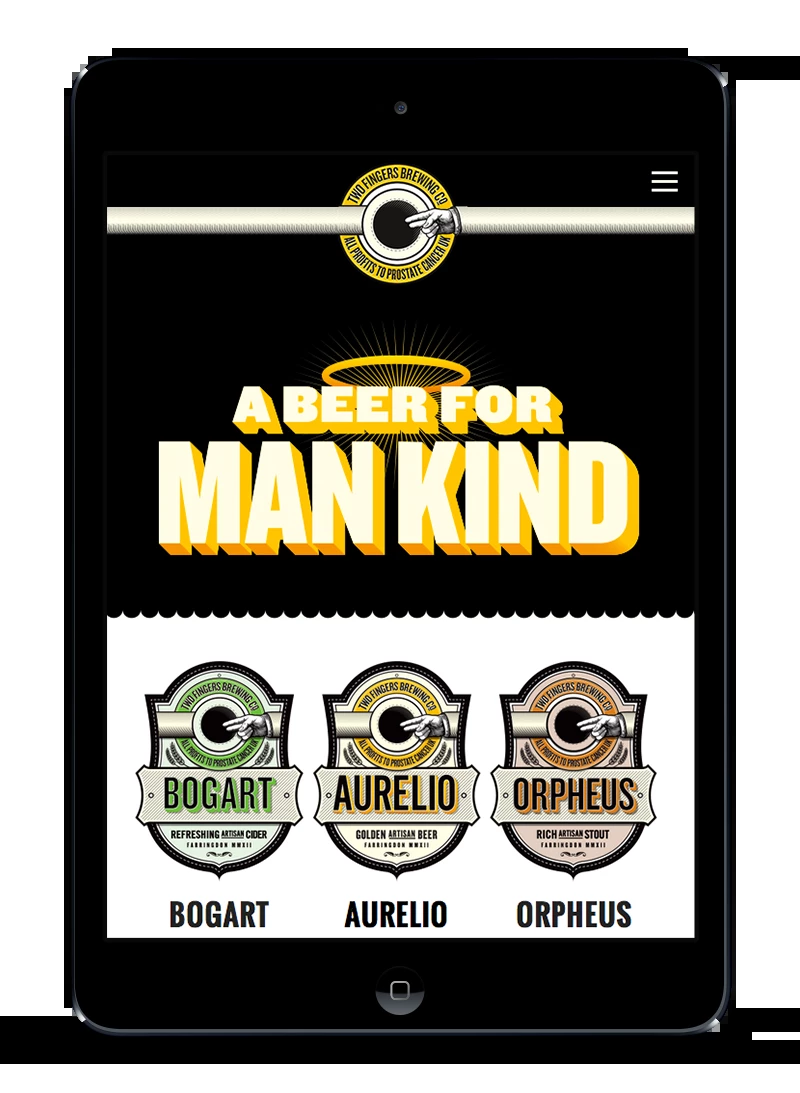 TWO FINGERS BREWING CO
ALL PROFITS TO PROSTATE CANCER UK
A BEER FOR
MAN KIND
TWO FINGERS BREWING CO
ALL PROFITS TO PROSTATE CANCER UK
BOGART
REFRESHING ARTISAN CIDER
FARRINGDON MMXII
TWO FINGERS BREWING CO
ALL PROFITS TO PROSTATE CANCER UK
AURELIO
GOLDEN ARTISAN BEER
FARRINGDON MMXII
TWO FINGERS BREWING CO
ALL PROFITS TO PROSTATE CANCER UK
ORPHEUS
RICH ARTISAN STOUT
FARRINGDON MMXII
BOGART
AURELIO
ORPHEUS